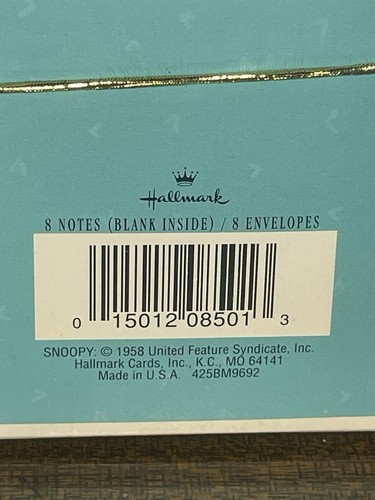 Hallmark
8 NOTES (BLANK INSIDE) / 8 ENVELOPES
0 15012 08501 3
SNOOPY: © 1958 United Feature Syndicate, Inc.
Hallmark Cards, Inc., K.C., MO 64141
Made in U.S.A. 425BM9692